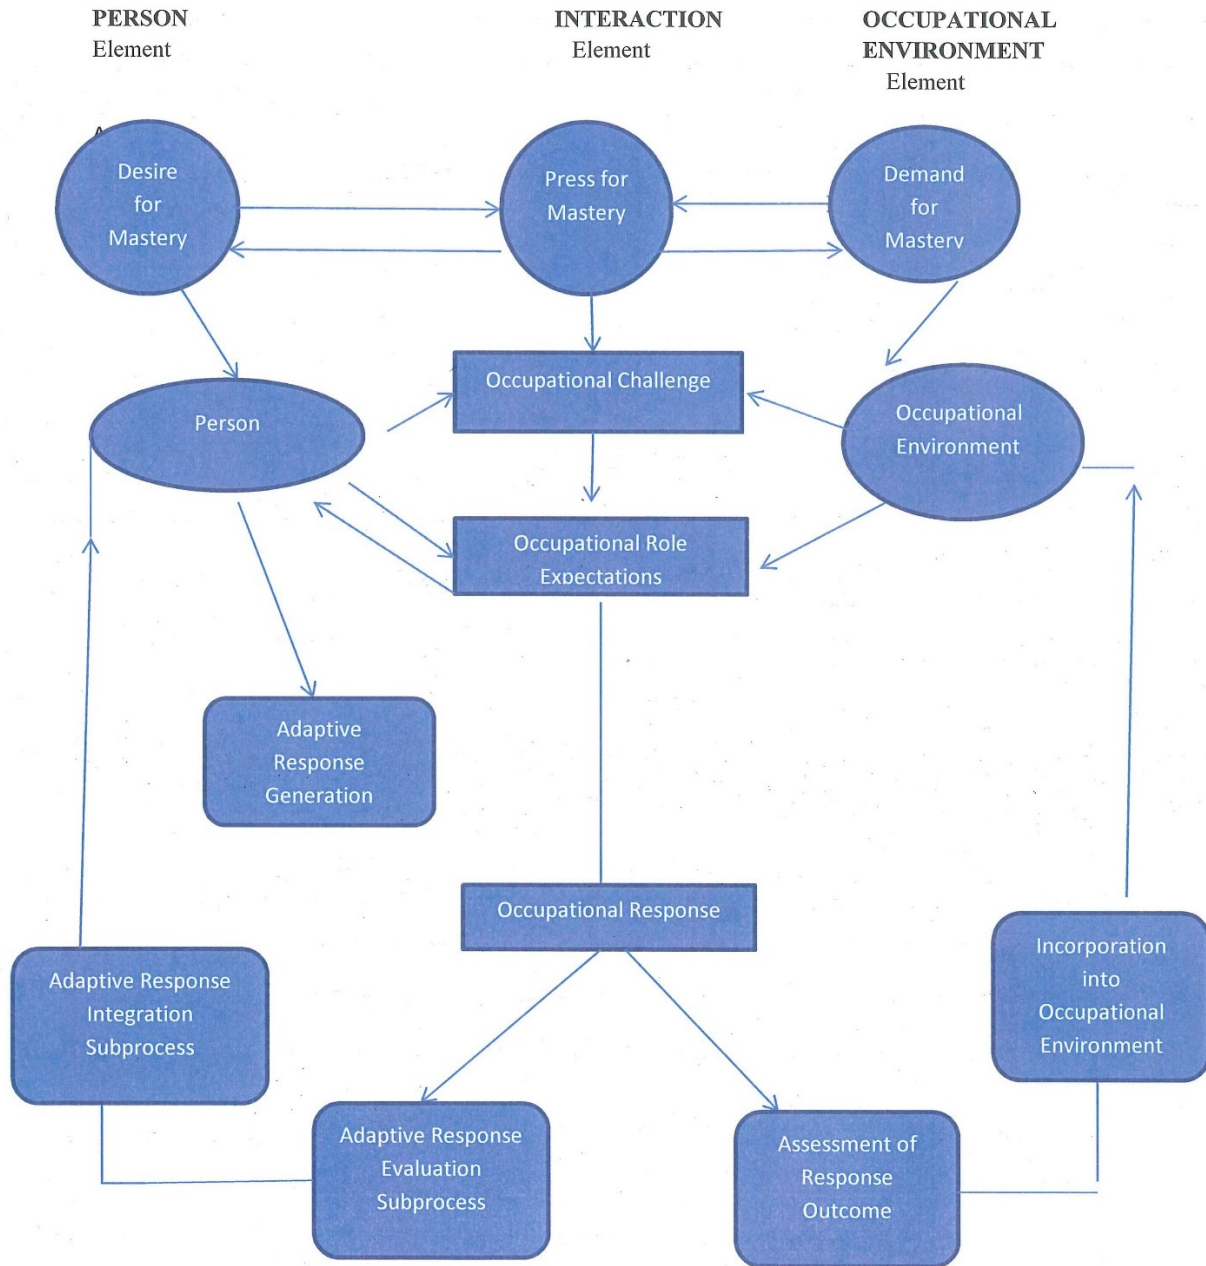 PERSON
Element
INTERACTION
Element
OCCUPATIONAL
ENVIRONMENT
Element
Desire
for
Mastery
Press for
Mastery
Demand
for
Mastery
Occupational Challenge
Person
Occupational
Environment
Occupational Role
Expectations
Adaptive
Response
Generation
Occupational Response
Adaptive Response
Integration
Subprocess
Incorporation
into
Occupational
Environment
Adaptive Response
Evaluation
Subprocess
Assessment of
Response
Outcome